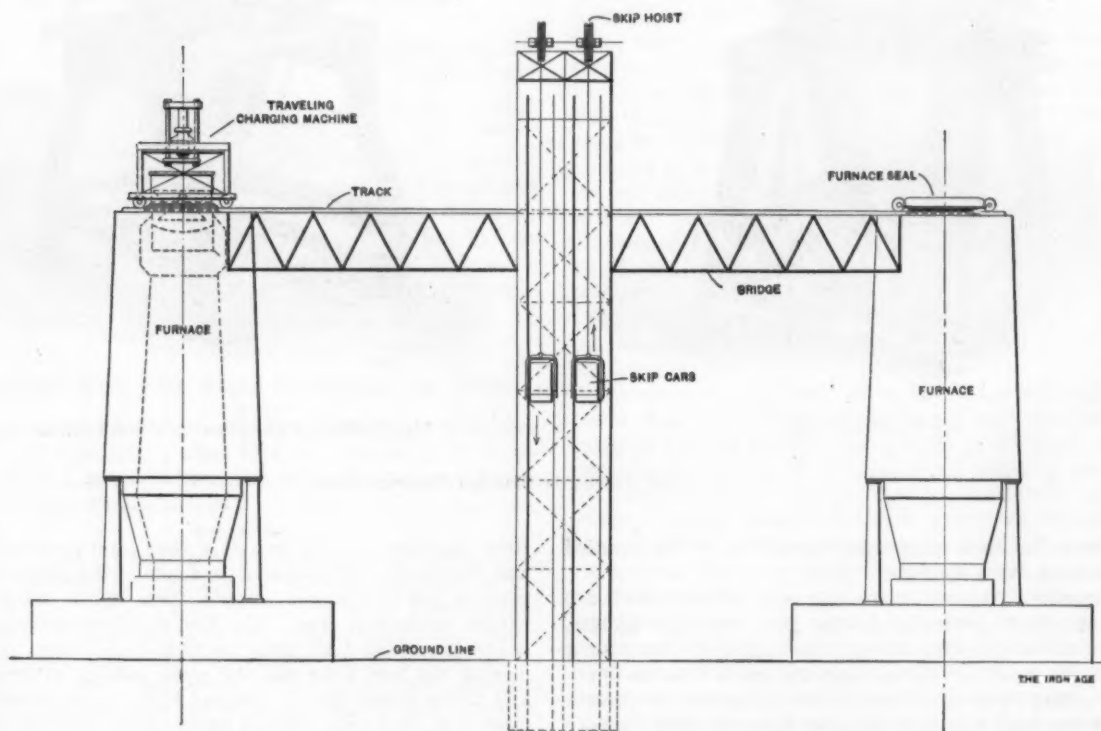 SKIP HOIST
TRAVELING
CHARGING MACHINE
FURNACE SEAL
TRACK
BRIDGE
FURNACE
SKIP CARS
FURNACE
GROUND LINE
THE IRON AGE